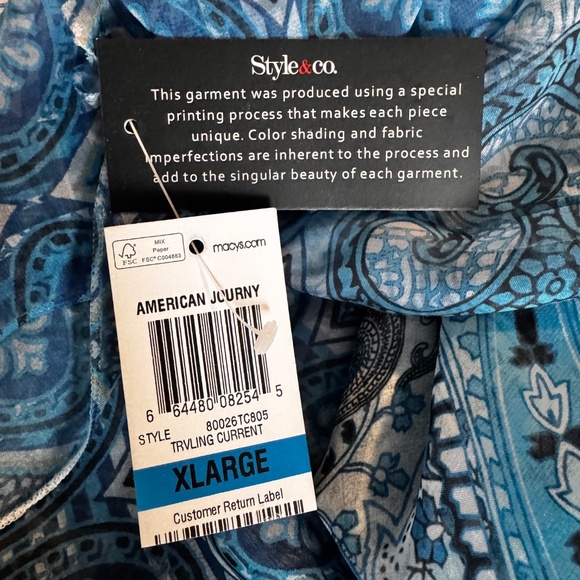 Style&co.
This garment was produced using a special
printing process that makes each piece
unique. Color shading and fabric
imperfections are inherent to the process and
add to the singular beauty of each garment.
FSC
MIX
Paper
FSC® C004683
macys.com
AMERICAN JOURNY
6 64480 08254 5
STYLE 80026TC805
TRVLING CURRENT
XLARGE
Customer Return Label